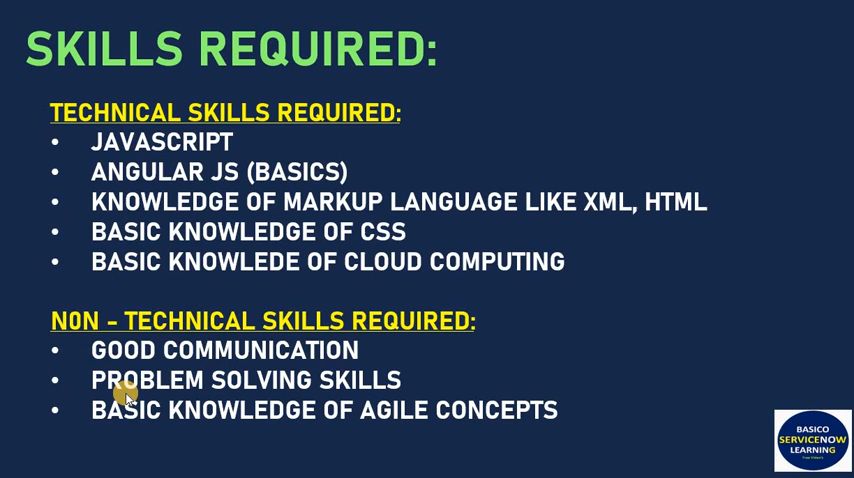 SKILLS REQUIRED:
TECHNICAL SKILLS REQUIRED:
• JAVASCRIPT
• ANGULAR JS (BASICS)
• KNOWLEDGE OF MARKUP LANGUAGE LIKE XML, HTML
• BASIC KNOWLEDGE OF CSS
• BASIC KNOWLEDE OF CLOUD COMPUTING
N0N - TECHNICAL SKILLS REQUIRED:
• GOOD COMMUNICATION
• PROBLEM SOLVING SKILLS
• BASIC KNOWLEDGE OF AGILE CONCEPTS
BASICO
SERVICENOW
LEARNING